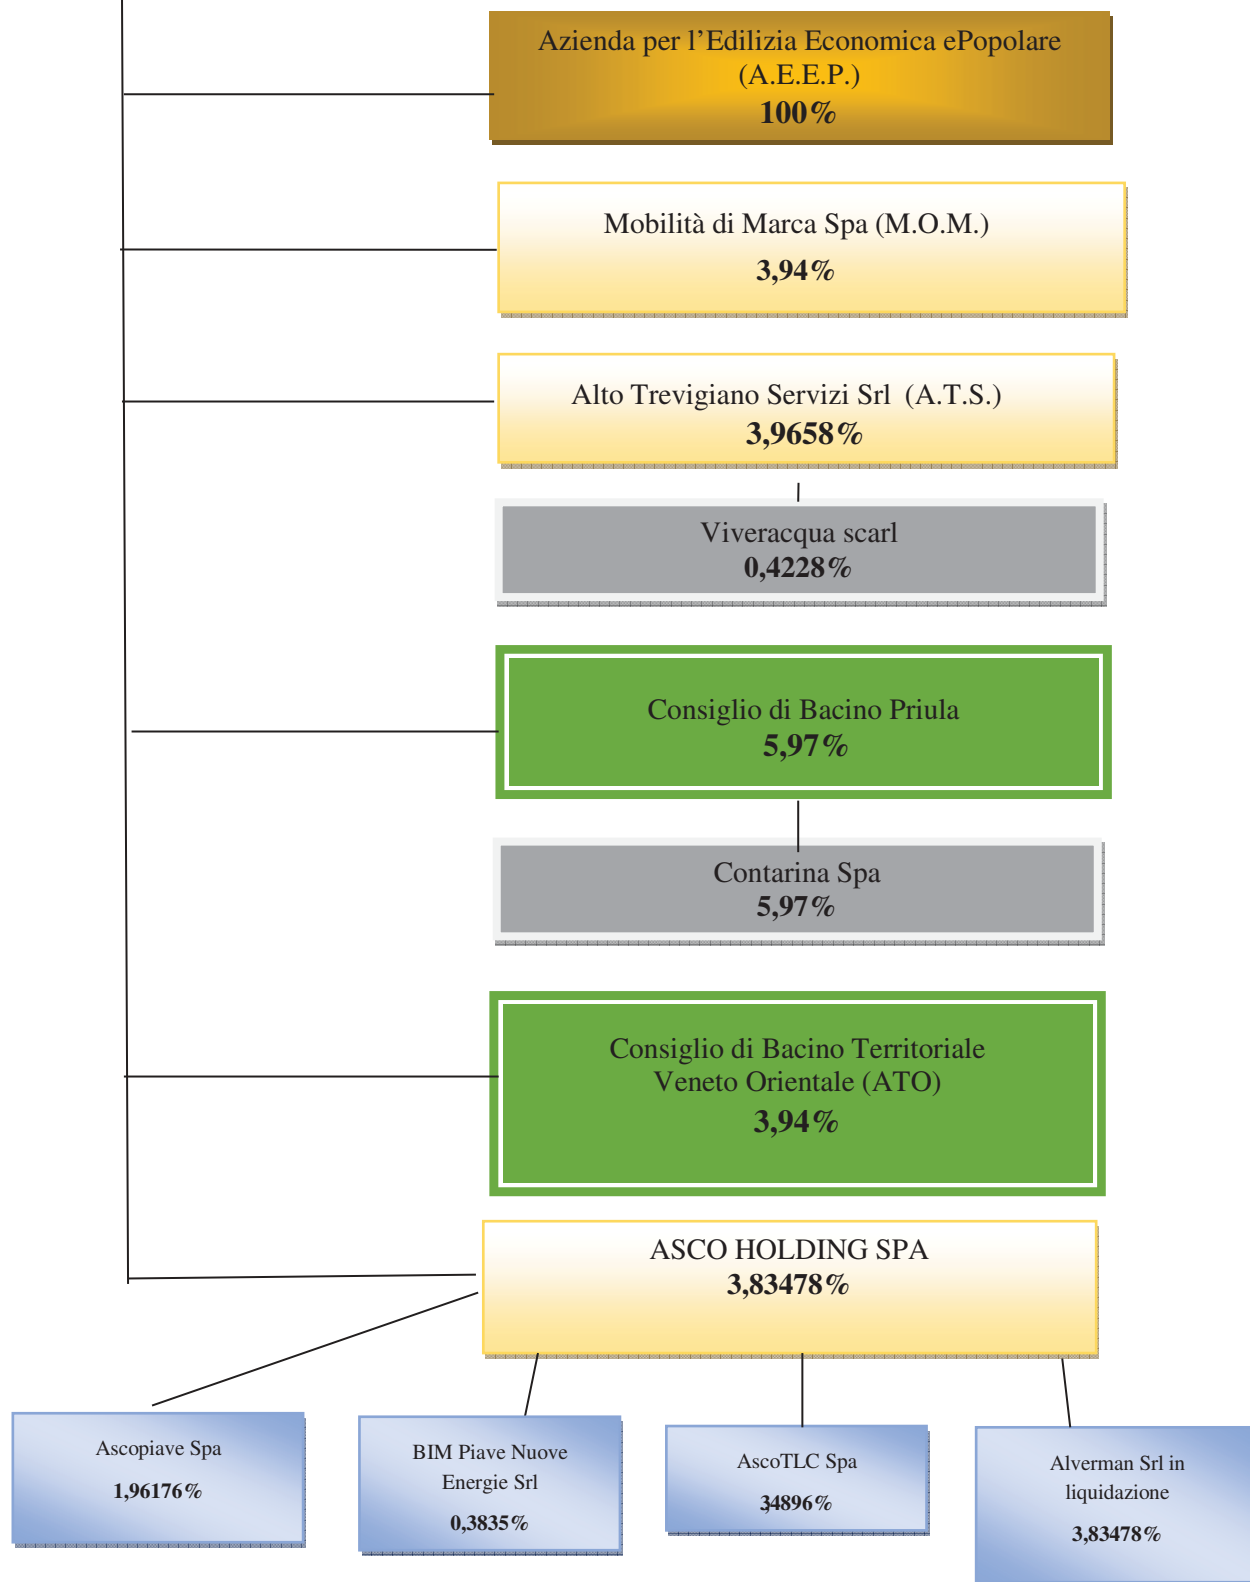 Azienda per l’Edilizia Economica ePopolare
(A.E.E.P.)
100%
Mobilità di Marca Spa (M.O.M.)
3,94%
Alto Trevigiano Servizi Srl (A.T.S.)
3,9658%
Viveracqua scarl
0,4228%
Consiglio di Bacino Priula
5,97%
Contarina Spa
5,97%
Consiglio di Bacino Territoriale
Veneto Orientale (ATO)
3,94%
ASCO HOLDING SPA
3,83478%
Ascopiave Spa
1,96176%
BIM Piave Nuove
Energie Srl
0,3835%
AscoTLC Spa
3,4896%
Alverman Srl in
liquidazione
3,83478%